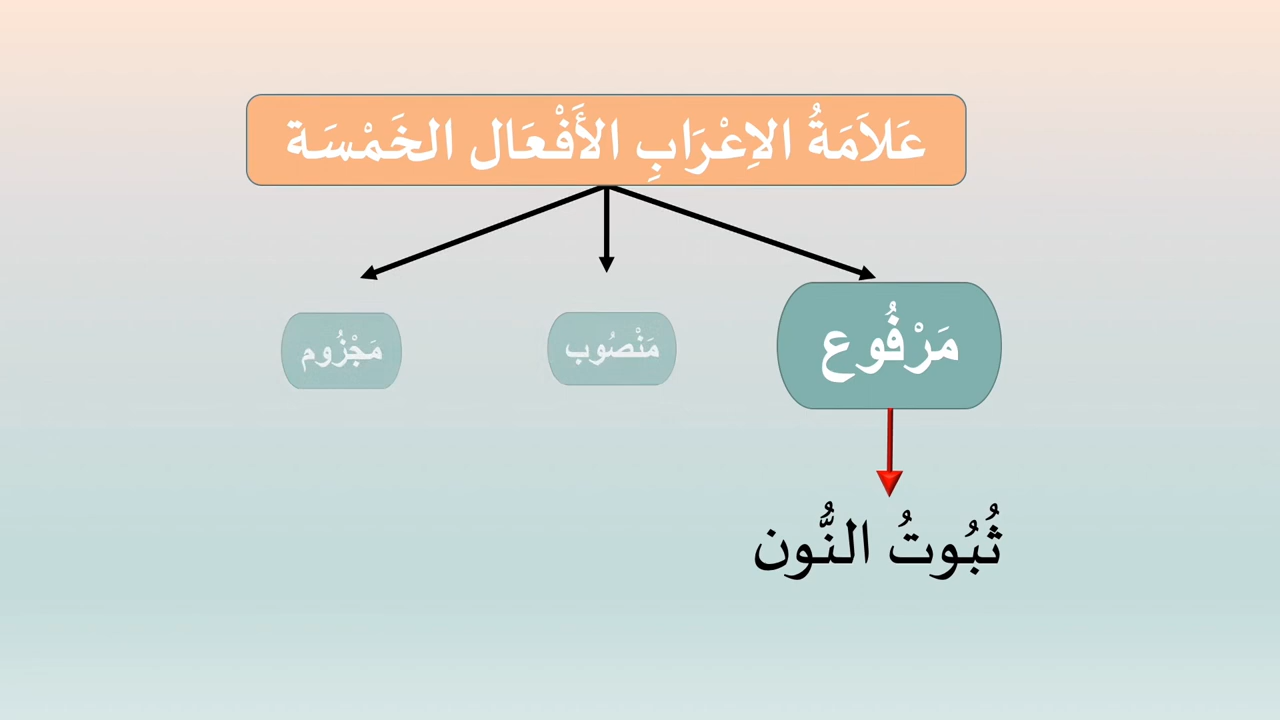 عَلاَمَةُ الاِعْرَابِ الأَفْعَال الخَمْسَة
مَرْفُوع
مَنْصُوب
مَجْزُوم
ثُبُوتُ النُّون